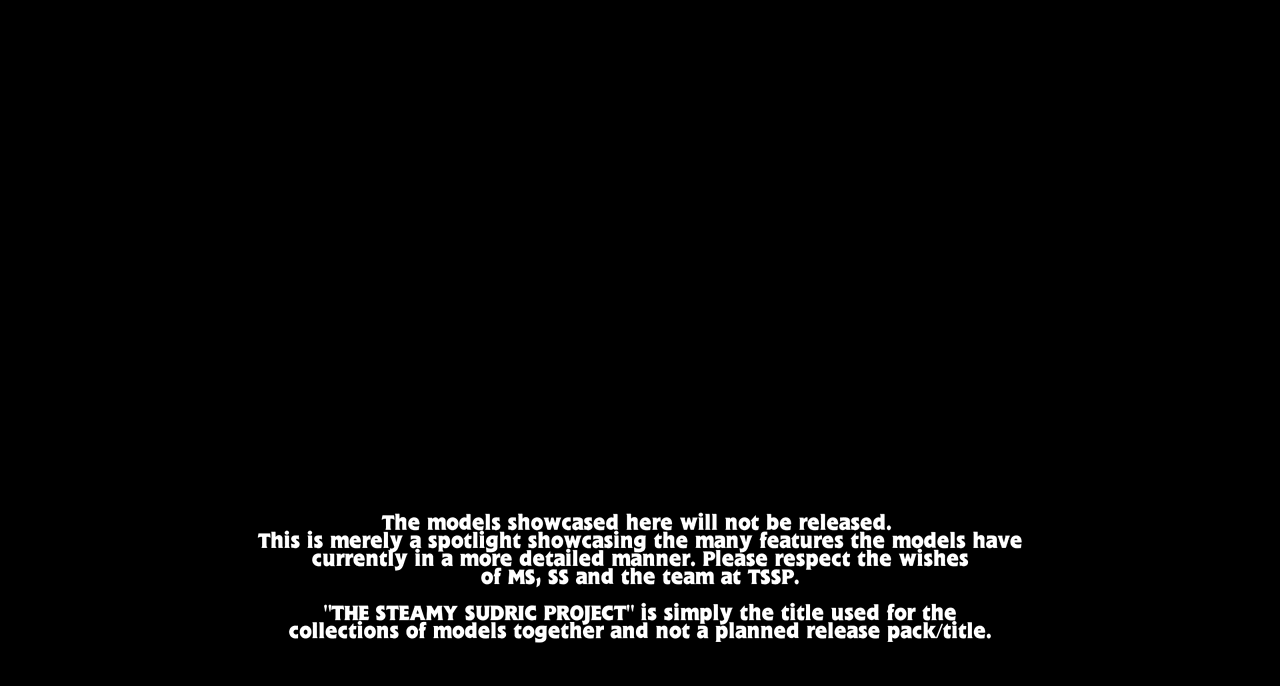 The models showcased here will not be released.
This is merely a spotlight showcasing the many features the models have
currently in a more detailed manner. Please respect the wishes
of MS, SS and the team at TSSP.
"THE STEAMY SUDRIC PROJECT" is simply the title used for the
collections of models together and not a planned release pack/title.